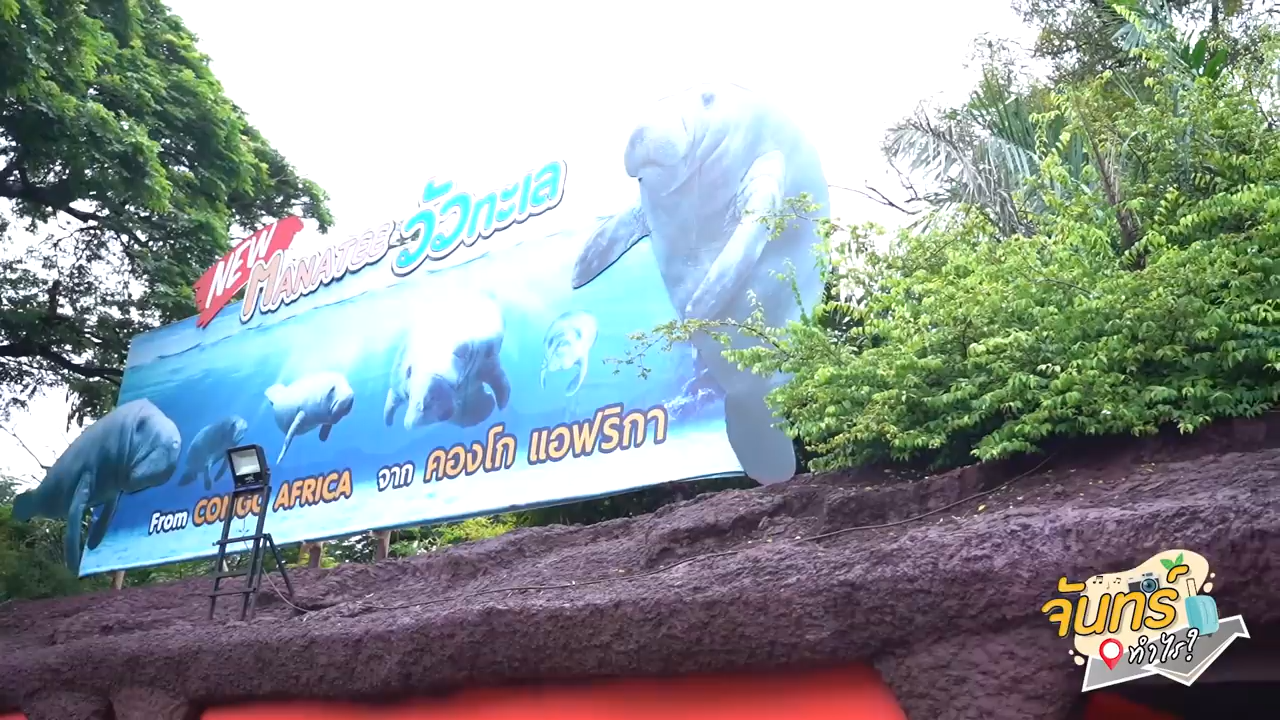 NEW MANATEE วัวทะเล
From CONGO AFRICA จาก คองโก แอฟริกา
จันทร์
ทำไร?